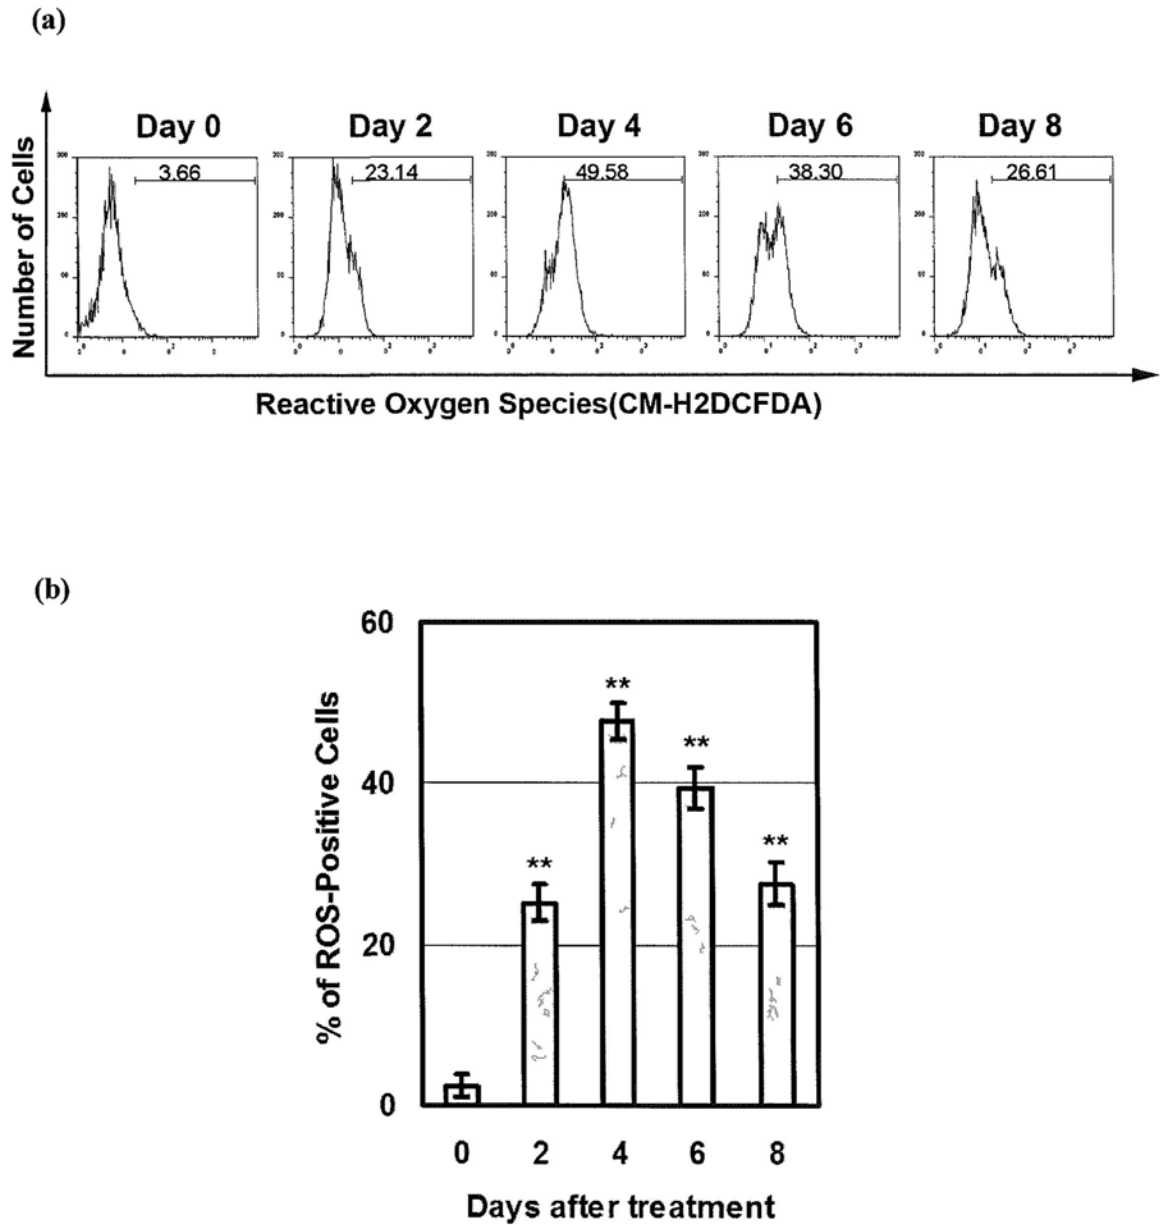 (a)
Day 0 Day 2 Day 4 Day 6 Day 8
3.66 23.14 49.58 38.30 26.61
Number of Cells
Reactive Oxygen Species(CM-H2DCFDA)
(b)
60
40
20
0
% of ROS-Positive Cells
**
**
**
**
0 2 4 6 8
Days after treatment